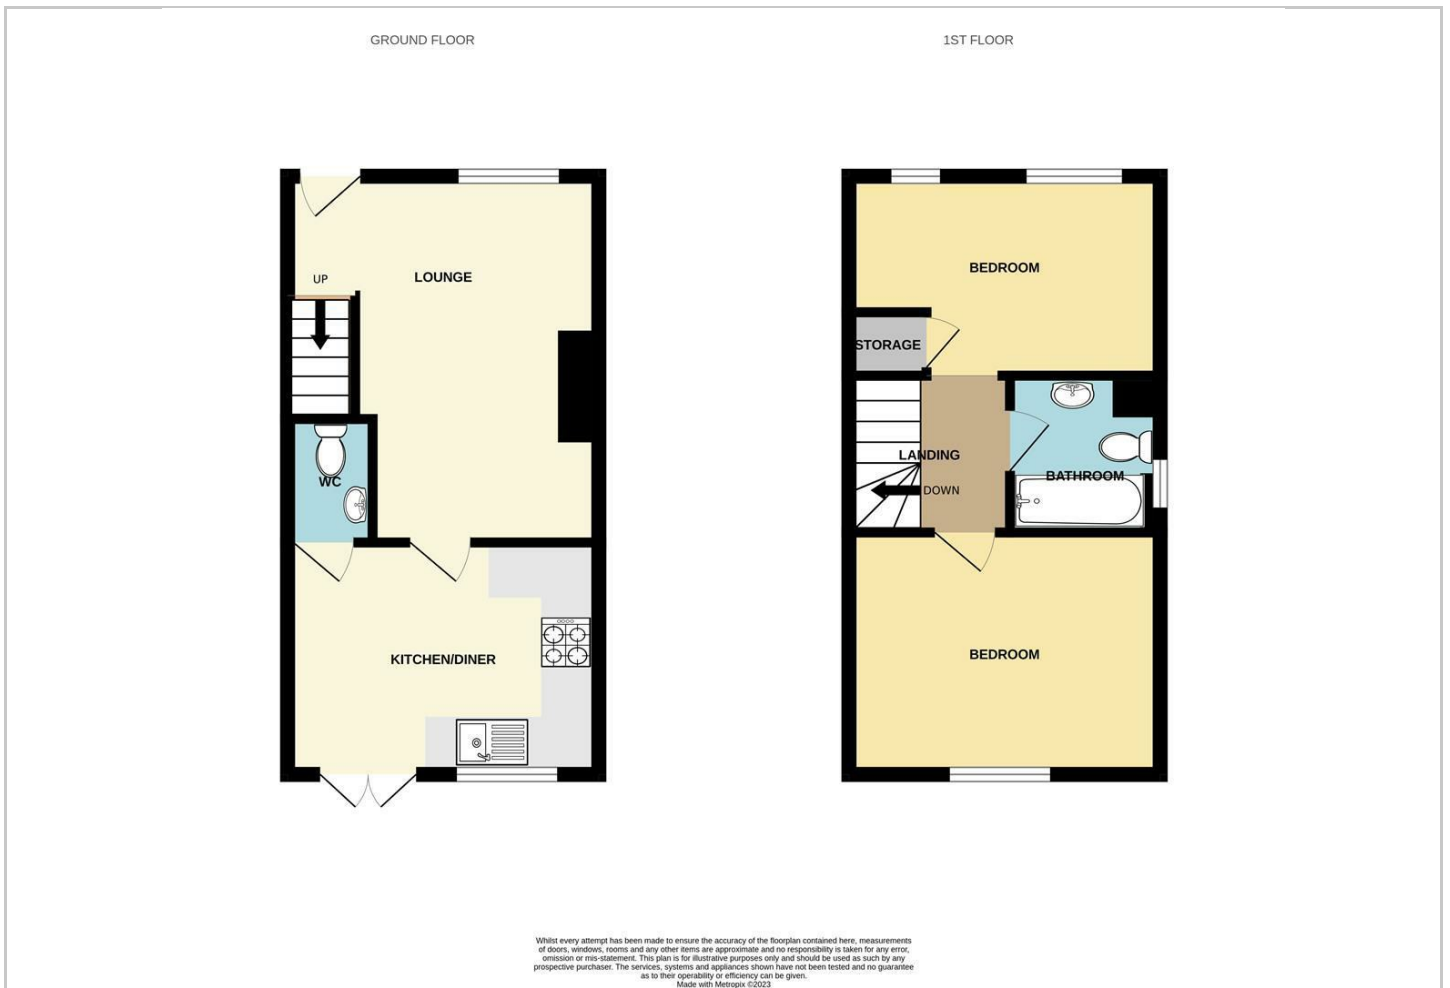 GROUND FLOOR
1ST FLOOR
UP
LOUNGE
WC
KITCHEN/DINER
BEDROOM
STORAGE
LANDING
DOWN
BATHROOM
BEDROOM
Whilst every attempt has been made to ensure the accuracy of the floorplan contained here, measurements
of doors, windows, rooms and any other items are approximate and no responsibility is taken for any error,
omission or mis-statement. This plan is for illustrative purposes only and should be used as such by any
prospective purchaser. The services, systems and appliances shown have not been tested and no guarantee
as to their operability or efficiency can be given.
Made with Metropix ©2023